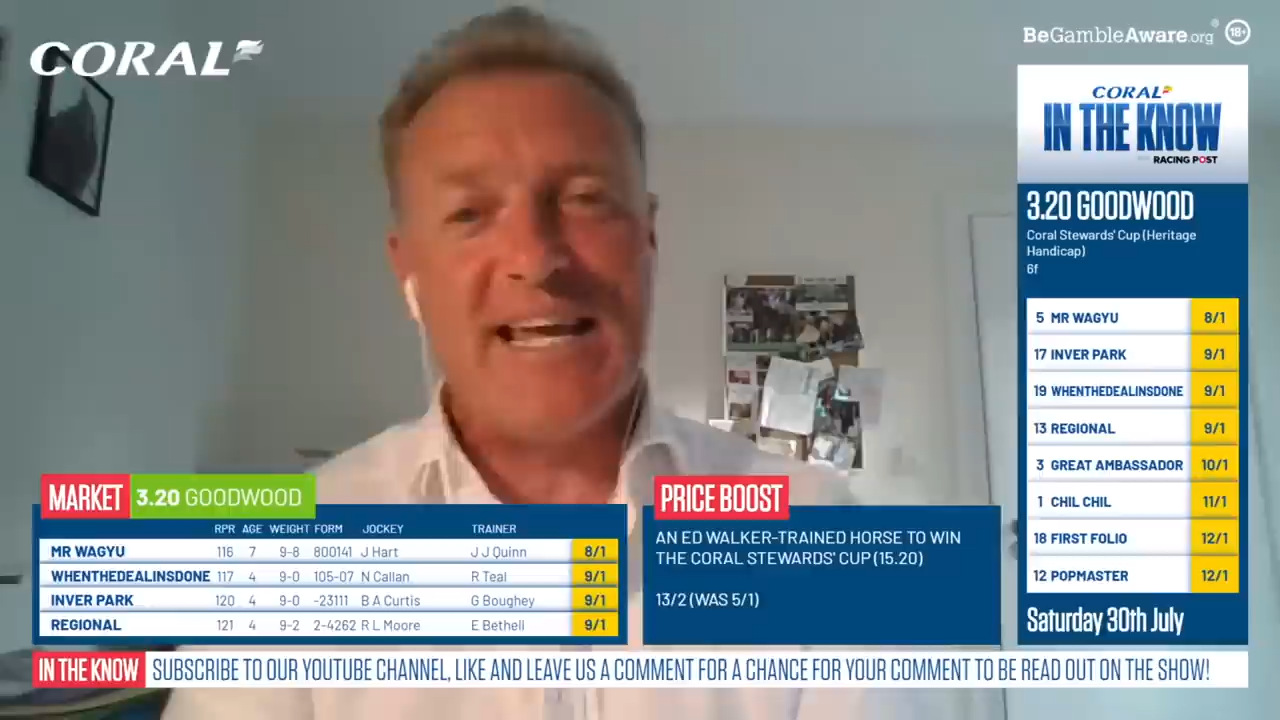 CORAL
BeGambleAware.org 18+
CORAL
IN THE KNOW
RACING POST
3.20 GOODWOOD
Coral Stewards' Cup (Heritage
Handicap)
6f
5 MR WAGYU 8/1
17 INVER PARK 9/1
19 WHENTHEDEALINSDONE 9/1
13 REGIONAL 9/1
3 GREAT AMBASSADOR 10/1
1 CHIL CHIL 11/1
18 FIRST FOLIO 12/1
12 POPMASTER 12/1
Saturday 30th July
MARKET 3.20 GOODWOOD
RPR AGE WEIGHT FORM JOCKEY TRAINER
MR WAGYU 116 7 9-8 800141 J Hart J J Quinn 8/1
WHENTHEDEALINSDONE 117 4 9-0 105-07 N Callan R Teal 9/1
INVER PARK 120 4 9-0 -23111 B A Curtis G Boughey 9/1
REGIONAL 121 4 9-2 2-4262 R L Moore E Bethell 9/1
PRICE BOOST
AN ED WALKER-TRAINED HORSE TO WIN
THE CORAL STEWARDS' CUP (15.20)
13/2 (WAS 5/1)
IN THE KNOW SUBSCRIBE TO OUR YOUTUBE CHANNEL, LIKE AND LEAVE US A COMMENT FOR A CHANCE FOR YOUR COMMENT TO BE READ OUT ON THE SHOW!